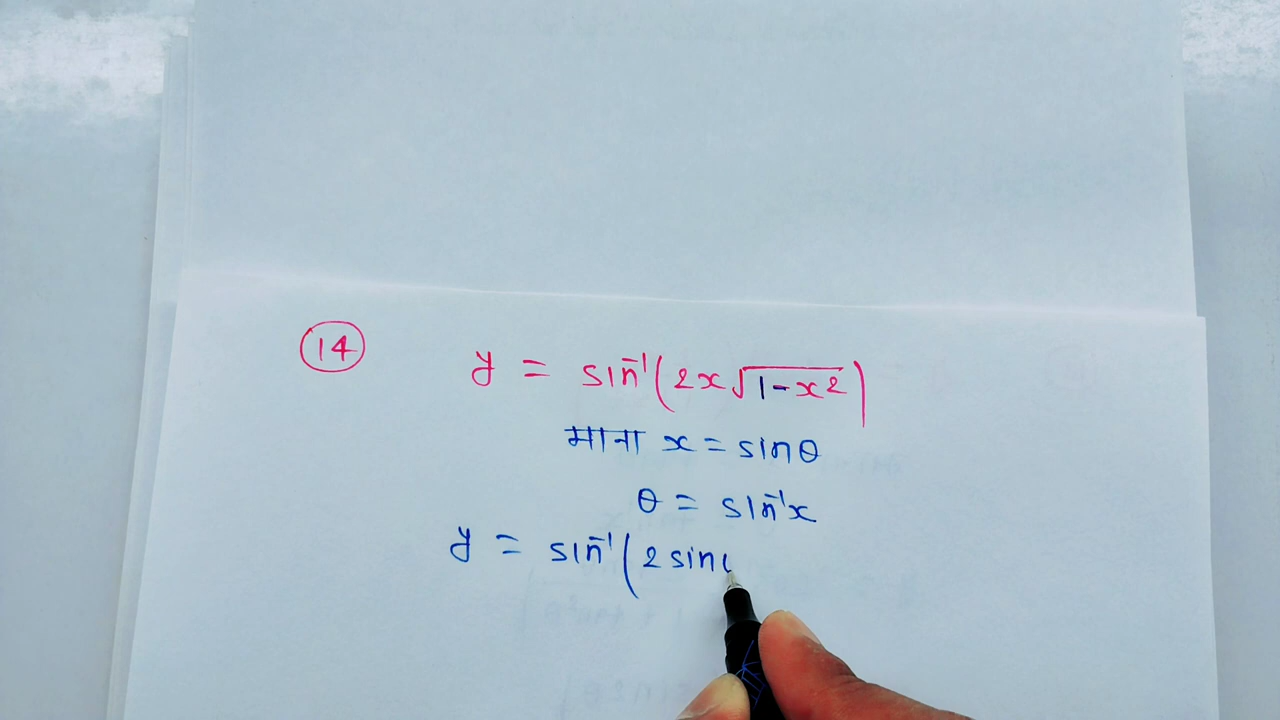 14 y = sin⁻¹(2x√1-x²)
माना x = sinθ
θ = sin⁻¹x
y = sin⁻¹(2 sin